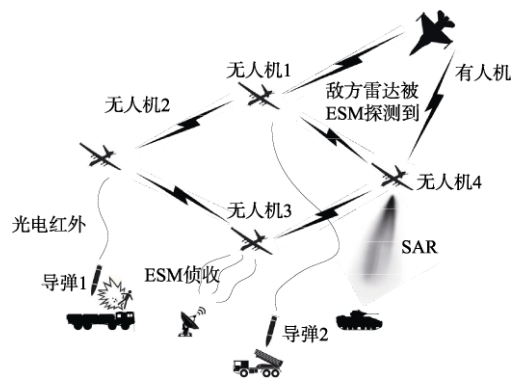 无人机1
有人机
敌方雷达被
ESM探测到
无人机2
无人机4
无人机3
光电红外
SAR
导弹1
ESM侦收
导弹2